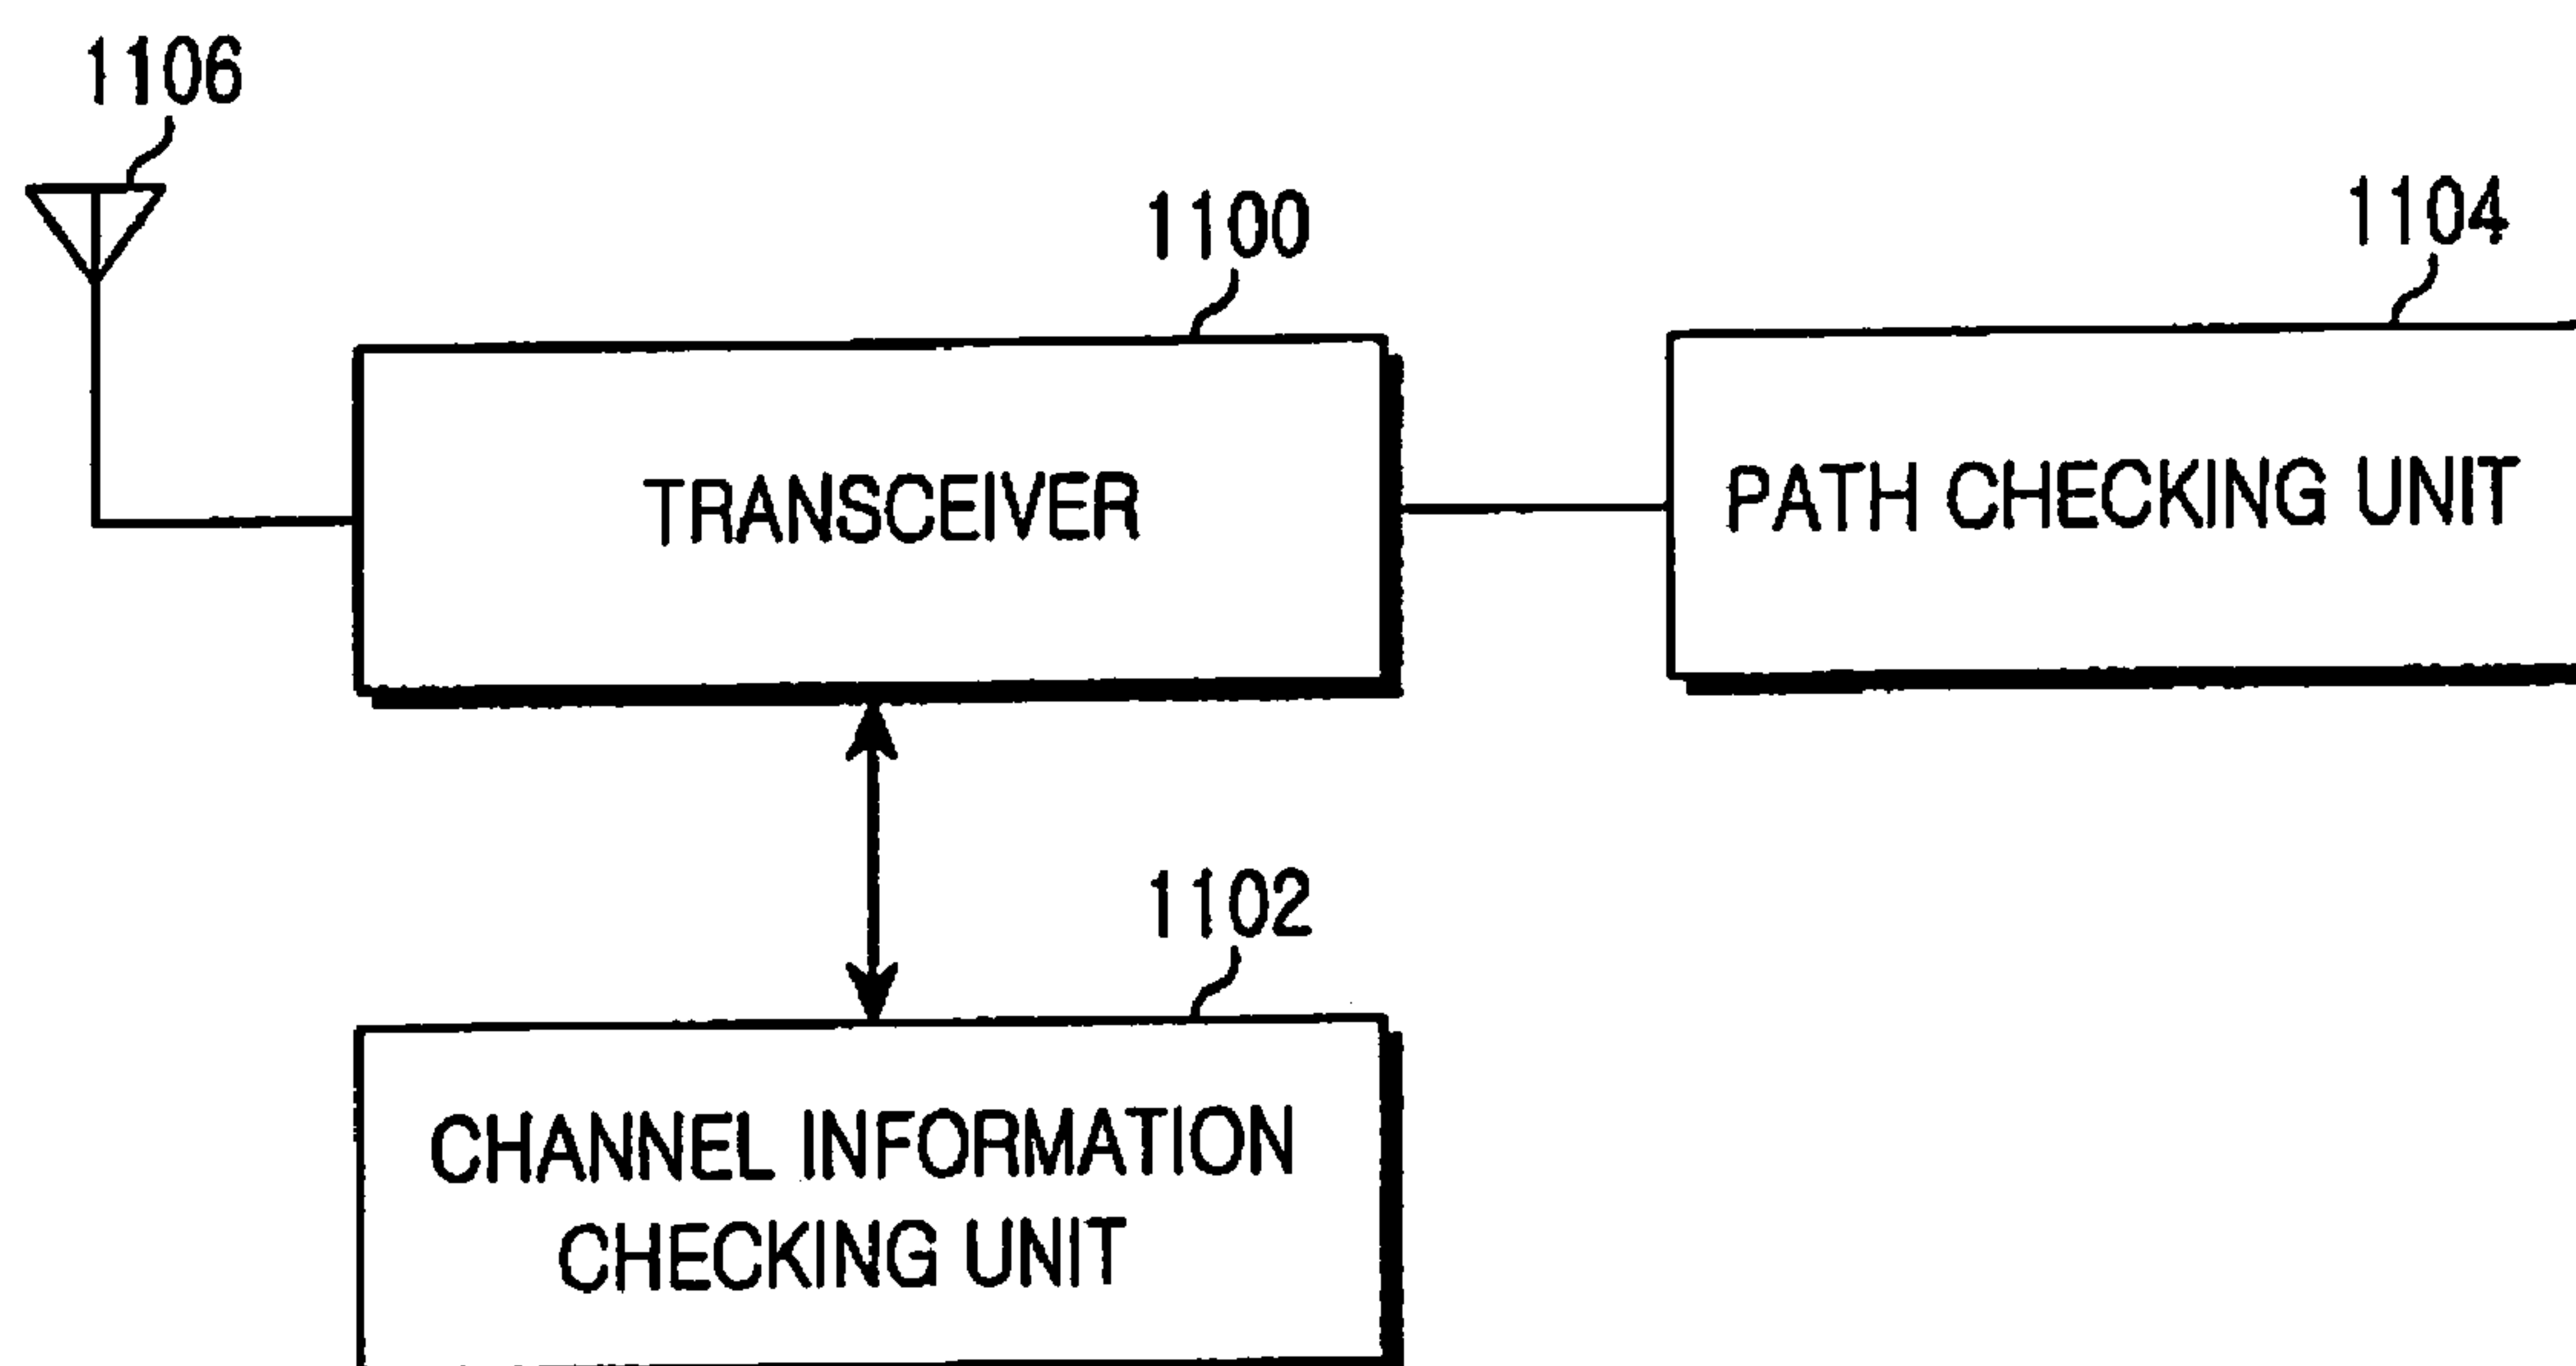 1106
1100
1104
TRANSCEIVER
PATH CHECKING UNIT
1102
CHANNEL INFORMATION
CHECKING UNIT